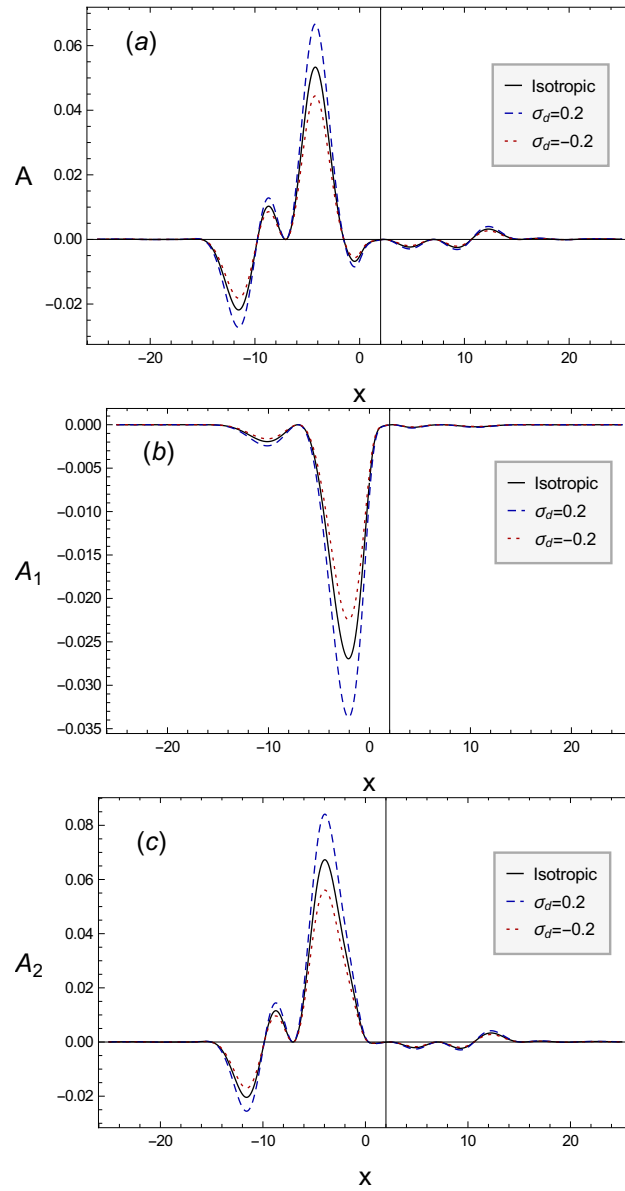 (a)
0.06
0.04
0.02
0.00
−0.02
A
Isotropic
σd=0.2
σd=−0.2
−20 −10 0 10 20
x
(b)
0.000
−0.005
−0.010
−0.015
−0.020
−0.025
−0.030
−0.035
A1
Isotropic
σd=0.2
σd=−0.2
−20 −10 0 10 20
x
(c)
0.08
0.06
0.04
0.02
0.00
−0.02
A2
Isotropic
σd=0.2
σd=−0.2
−20 −10 0 10 20
x